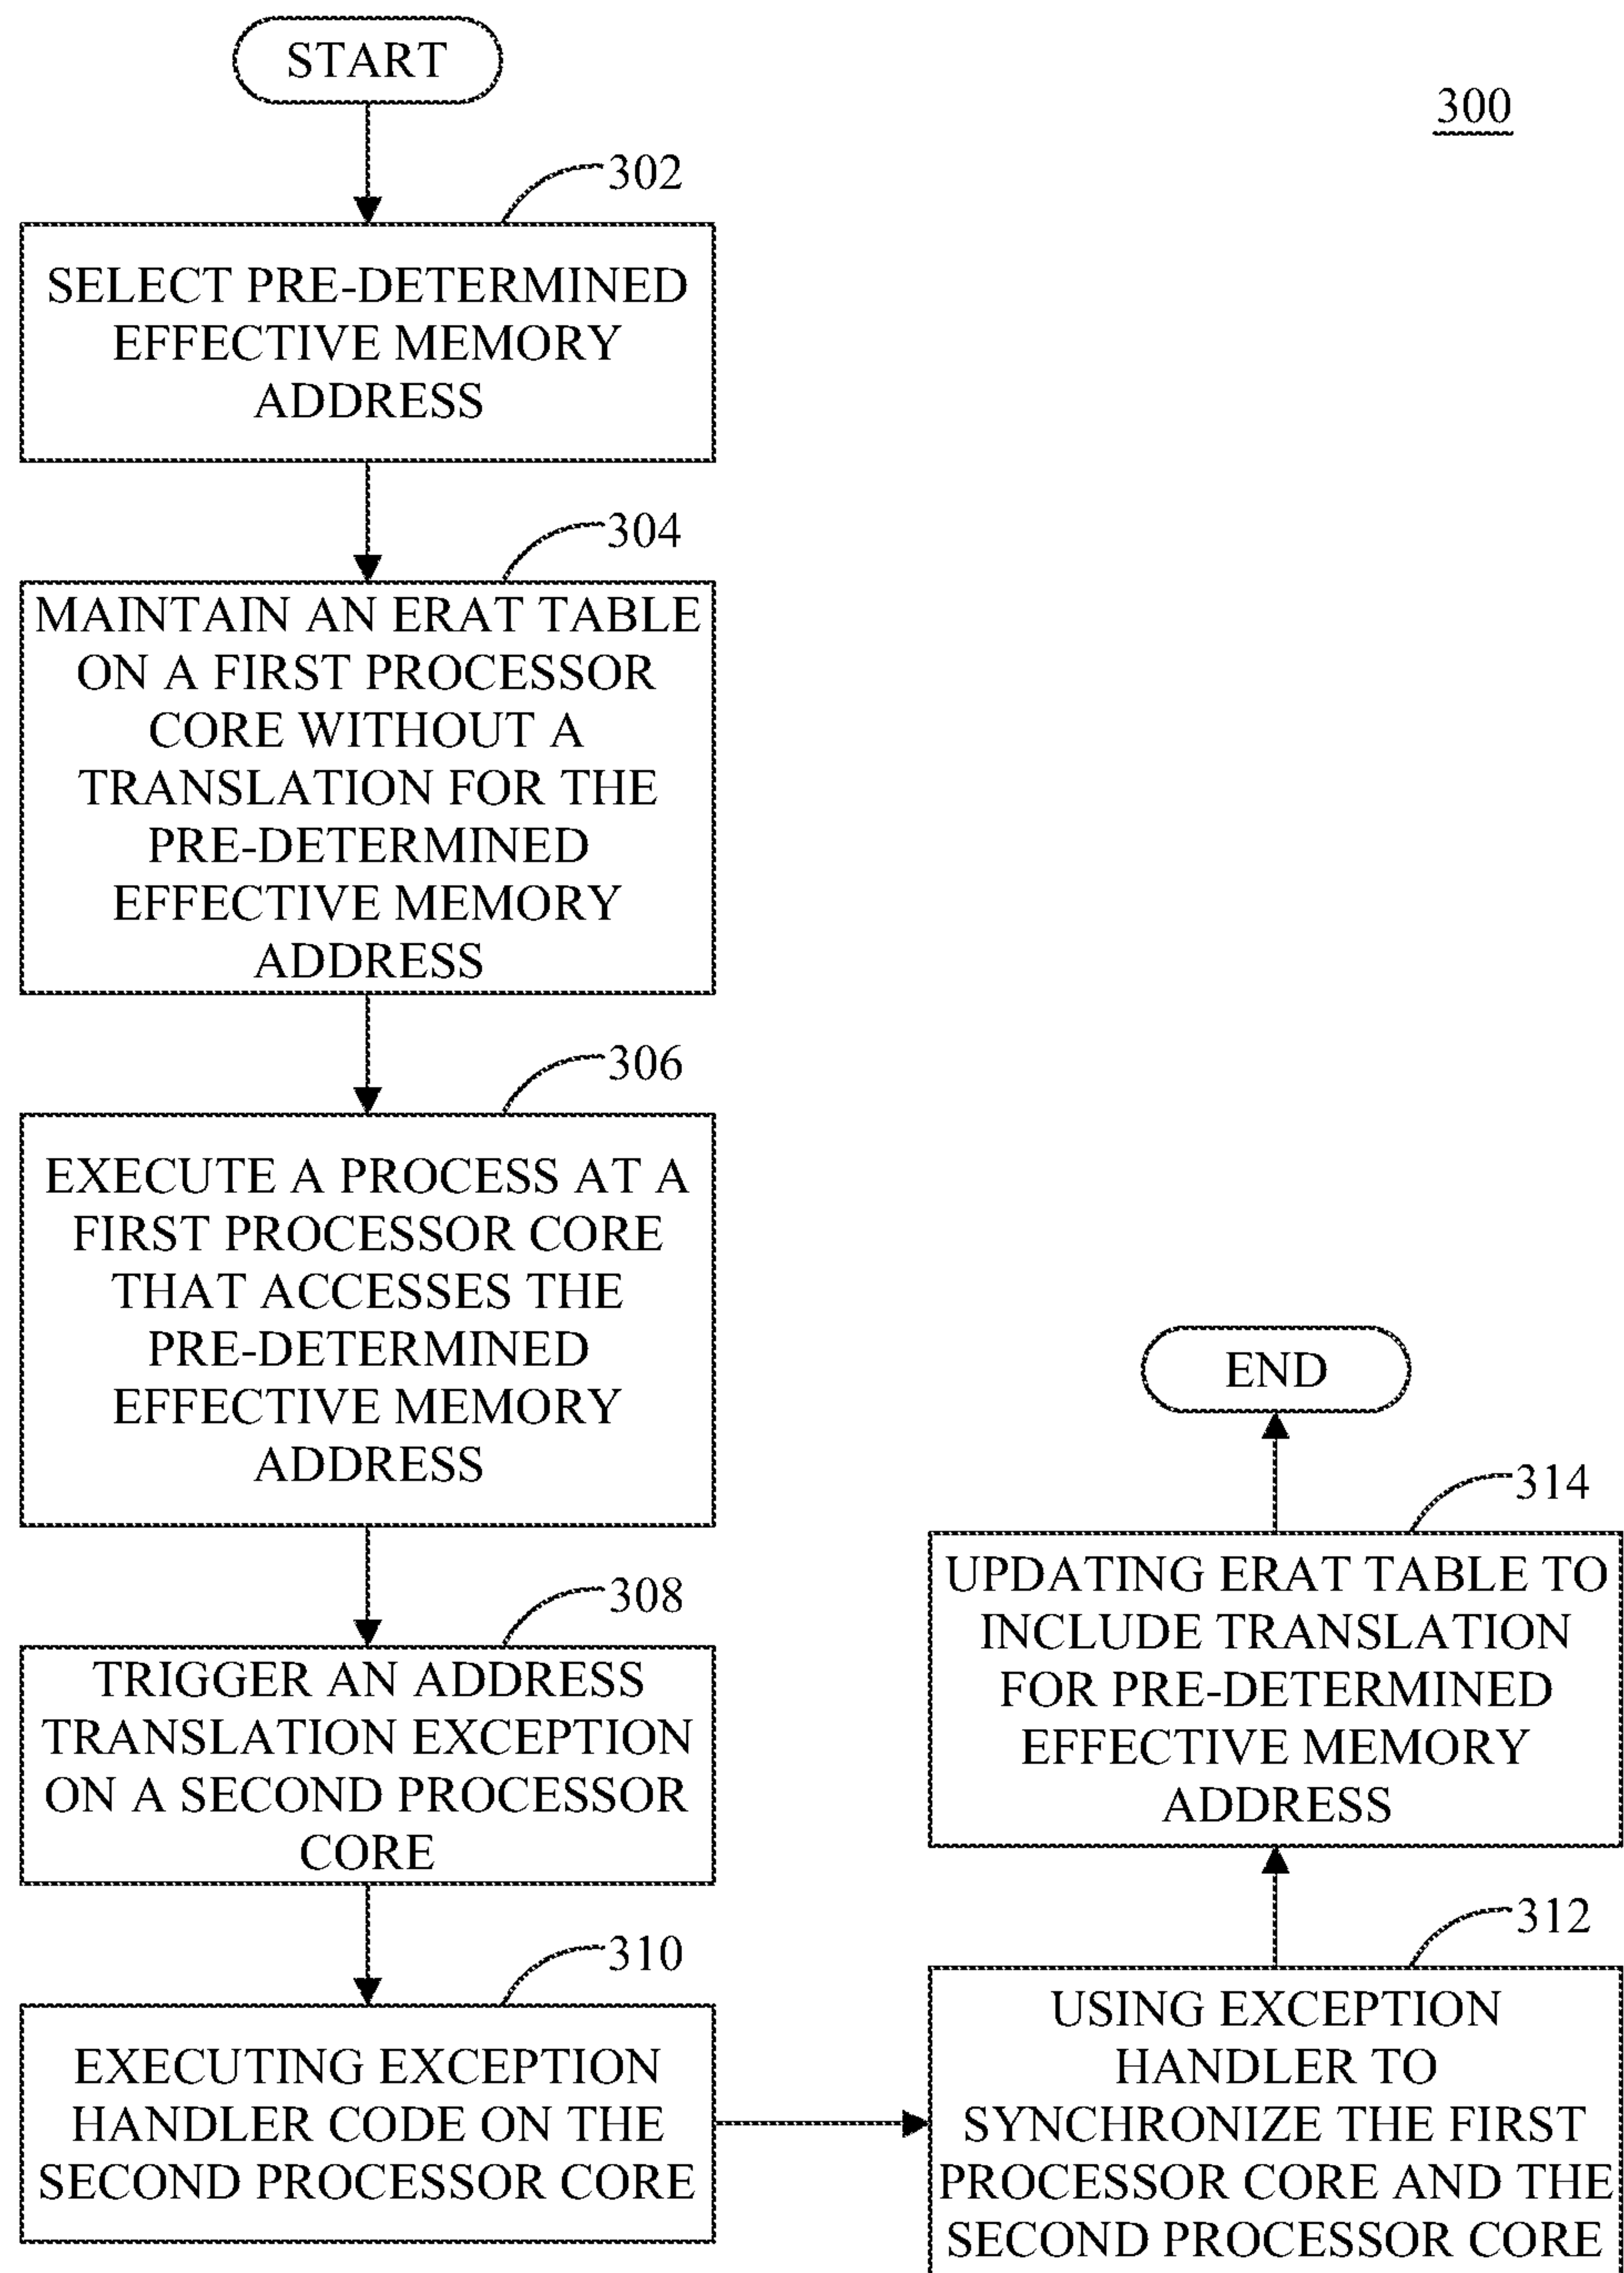 START
300
302
SELECT PRE-DETERMINED
EFFECTIVE MEMORY
ADDRESS
304
MAINTAIN AN ERAT TABLE
ON A FIRST PROCESSOR
CORE WITHOUT A
TRANSLATION FOR THE
PRE-DETERMINED
EFFECTIVE MEMORY
ADDRESS
306
EXECUTE A PROCESS AT A
FIRST PROCESSOR CORE
THAT ACCESSES THE
PRE-DETERMINED
EFFECTIVE MEMORY
ADDRESS
308
TRIGGER AN ADDRESS
TRANSLATION EXCEPTION
ON A SECOND PROCESSOR
CORE
310
EXECUTING EXCEPTION
HANDLER CODE ON THE
SECOND PROCESSOR CORE
312
USING EXCEPTION
HANDLER TO
SYNCHRONIZE THE FIRST
PROCESSOR CORE AND THE
SECOND PROCESSOR CORE
314
UPDATING ERAT TABLE TO
INCLUDE TRANSLATION
FOR PRE-DETERMINED
EFFECTIVE MEMORY
ADDRESS
END